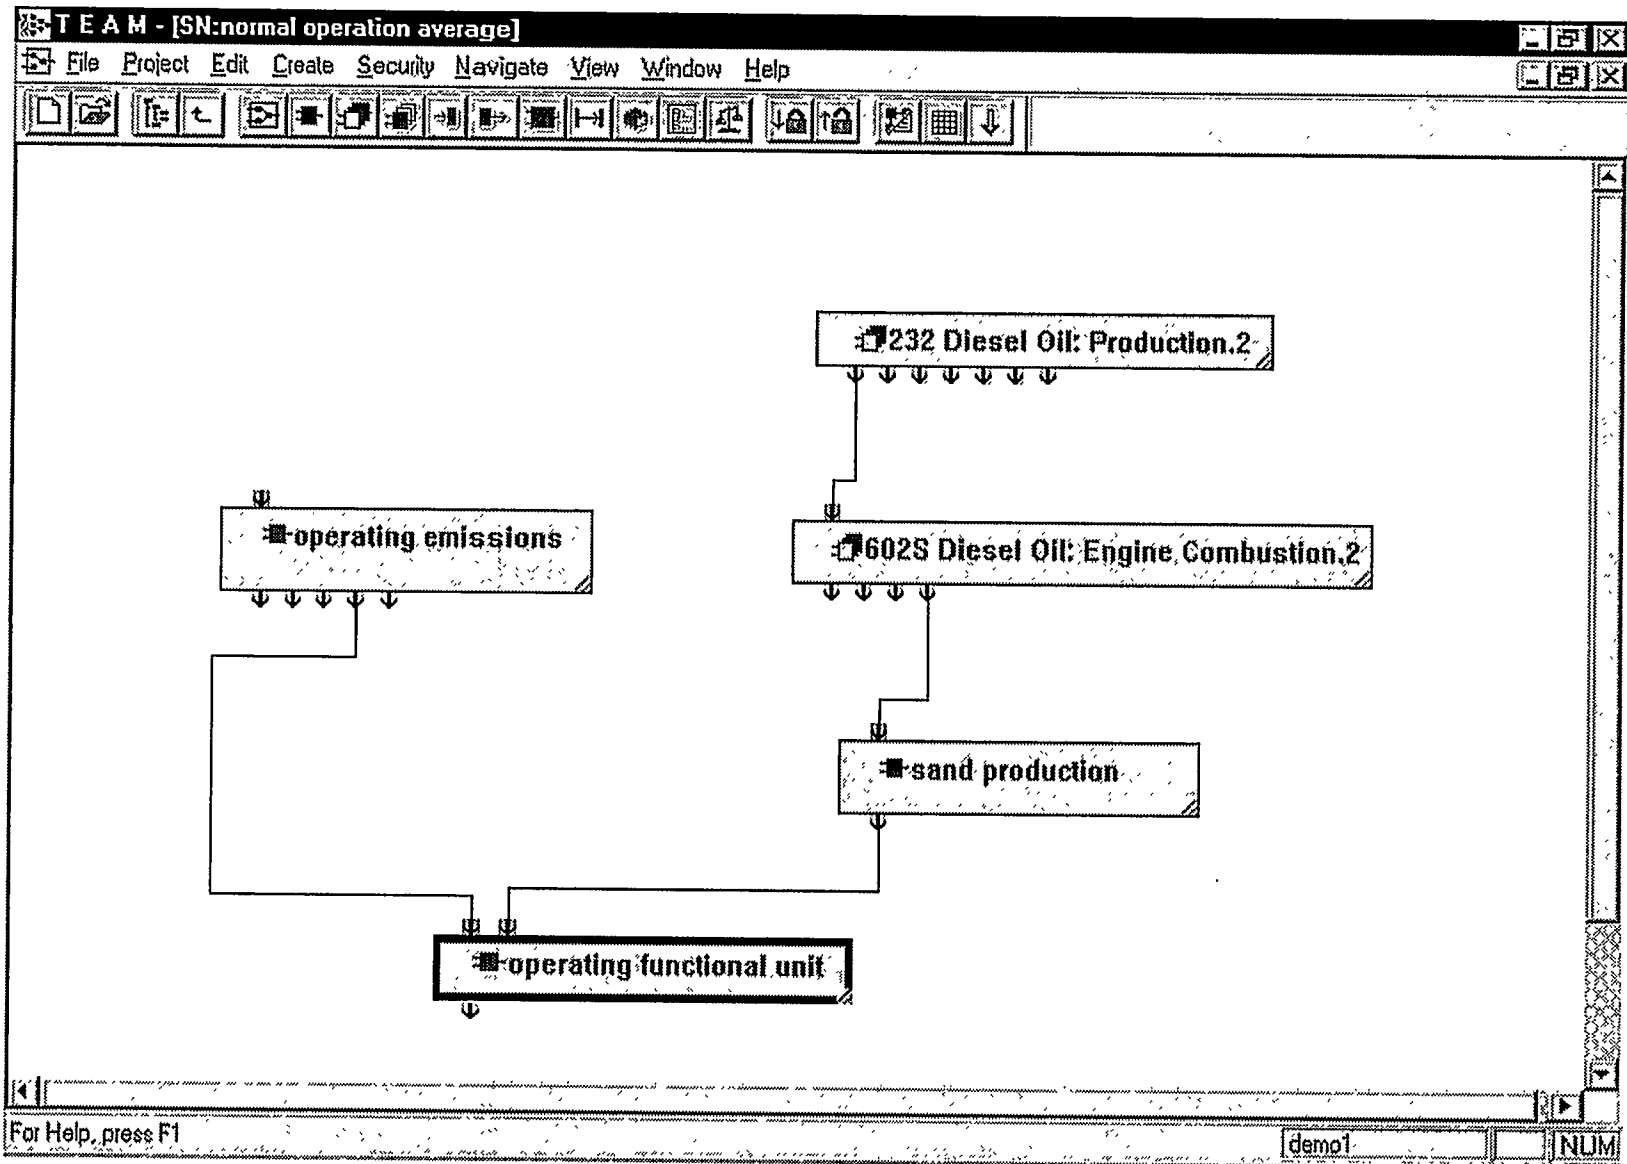 T E A M - [SN:normal operation average]
File Project Edit Create Security Navigate View Window Help
232 Diesel Oil: Production.2
operating emissions
602S Diesel Oil: Engine Combustion.2
sand production
operating functional unit
For Help, press F1
demo1
NUM